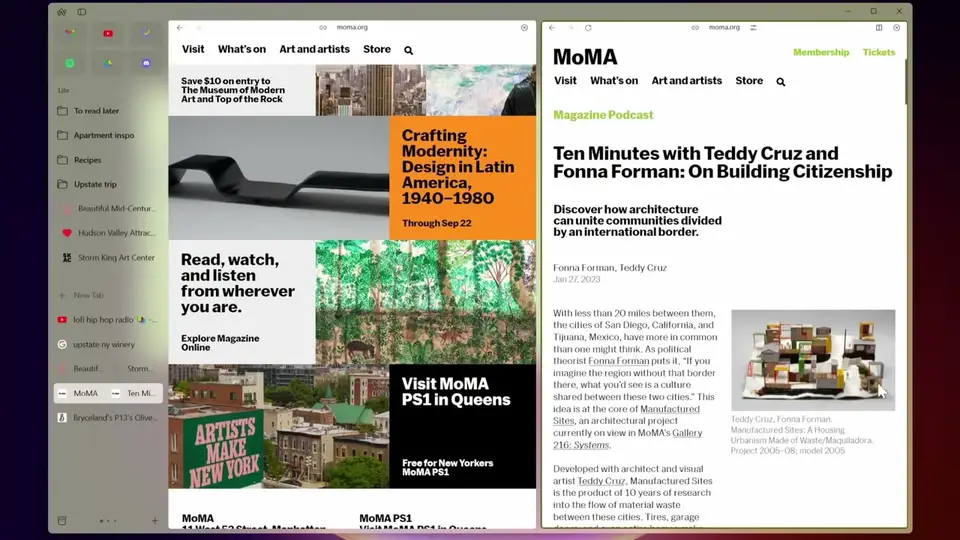 Lite
To read later
Apartment inspo
Recipes
Upstate trip
Beautiful Mid-Centur...
Hudson Valley Attrac...
Storm King Art Center
New Tab
lofi hip hop radio
upstate ny winery
Beautif...
Storm...
MoMA
Ten Mi...
Bryceland's P13's Olive...
moma.org
Visit
What's on
Art and artists
Store
Save $10 on entry to
The Museum of Modern
Art and Top of the Rock
Crafting
Modernity:
Design in Latin
America,
1940–1980
Through Sep 22
Read, watch,
and listen
from wherever
you are.
Explore Magazine
Online
ARTISTS
MAKE
NEW YORK
Visit MoMA
PS1 in Queens
Free for New Yorkers
MoMA PS1
MoMA
11 West 53 Street, Manhattan
MoMA PS1
Visit MoMA PS1 in Queens
moma.org
MoMA
Membership
Tickets
Visit
What's on
Art and artists
Store
Magazine Podcast
Ten Minutes with Teddy Cruz and
Fonna Forman: On Building Citizenship
Discover how architecture
can unite communities divided
by an international border.
Fonna Forman, Teddy Cruz
Jan 27, 2023
With less than 20 miles between them,
the cities of San Diego, California, and
Tijuana, Mexico, have more in common
than one might think. As political
theorist Fonna Forman puts it, "If you
imagine the region without that border
there, what you'd see is a culture
shared between these two cities." This
idea is at the core of Manufactured
Sites, an architectural project
currently on view in MoMA's Gallery
216: Systems.
Developed with architect and visual
artist Teddy Cruz, Manufactured Sites
is the product of 10 years of research
into the flow of material waste
between these cities. Tires, garage
Teddy Cruz, Fonna Forman.
Manufactured Sites: A Housing
Urbanism Made of Waste/Maquiladora.
Project 2005–08; model 2005